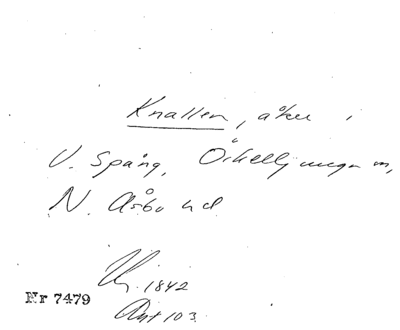 Knallen, åker i
V. Spång, Örkelljunga sn,
N. Åsbo hd
1842
Akt 103
Nr 7479